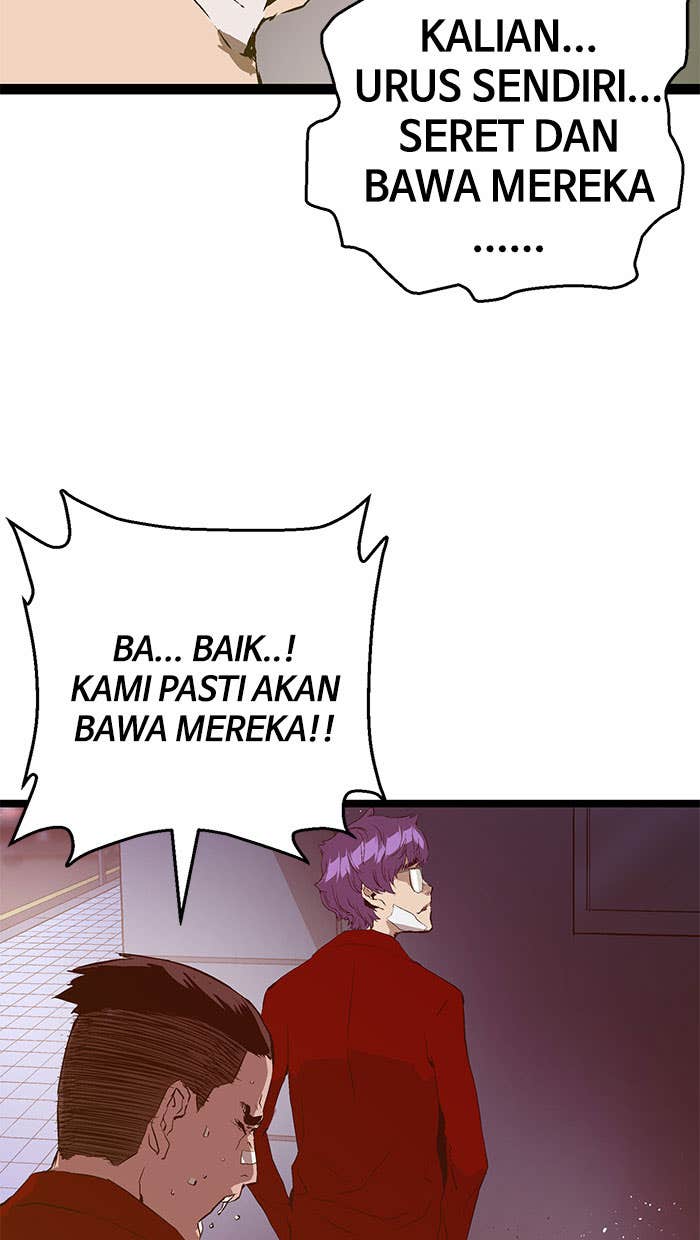 KALIAN...
URUS SENDIRI...
SERET DAN
BAWA MEREKA
......
BA... BAIK..!
KAMI PASTI AKAN
BAWA MEREKA!!